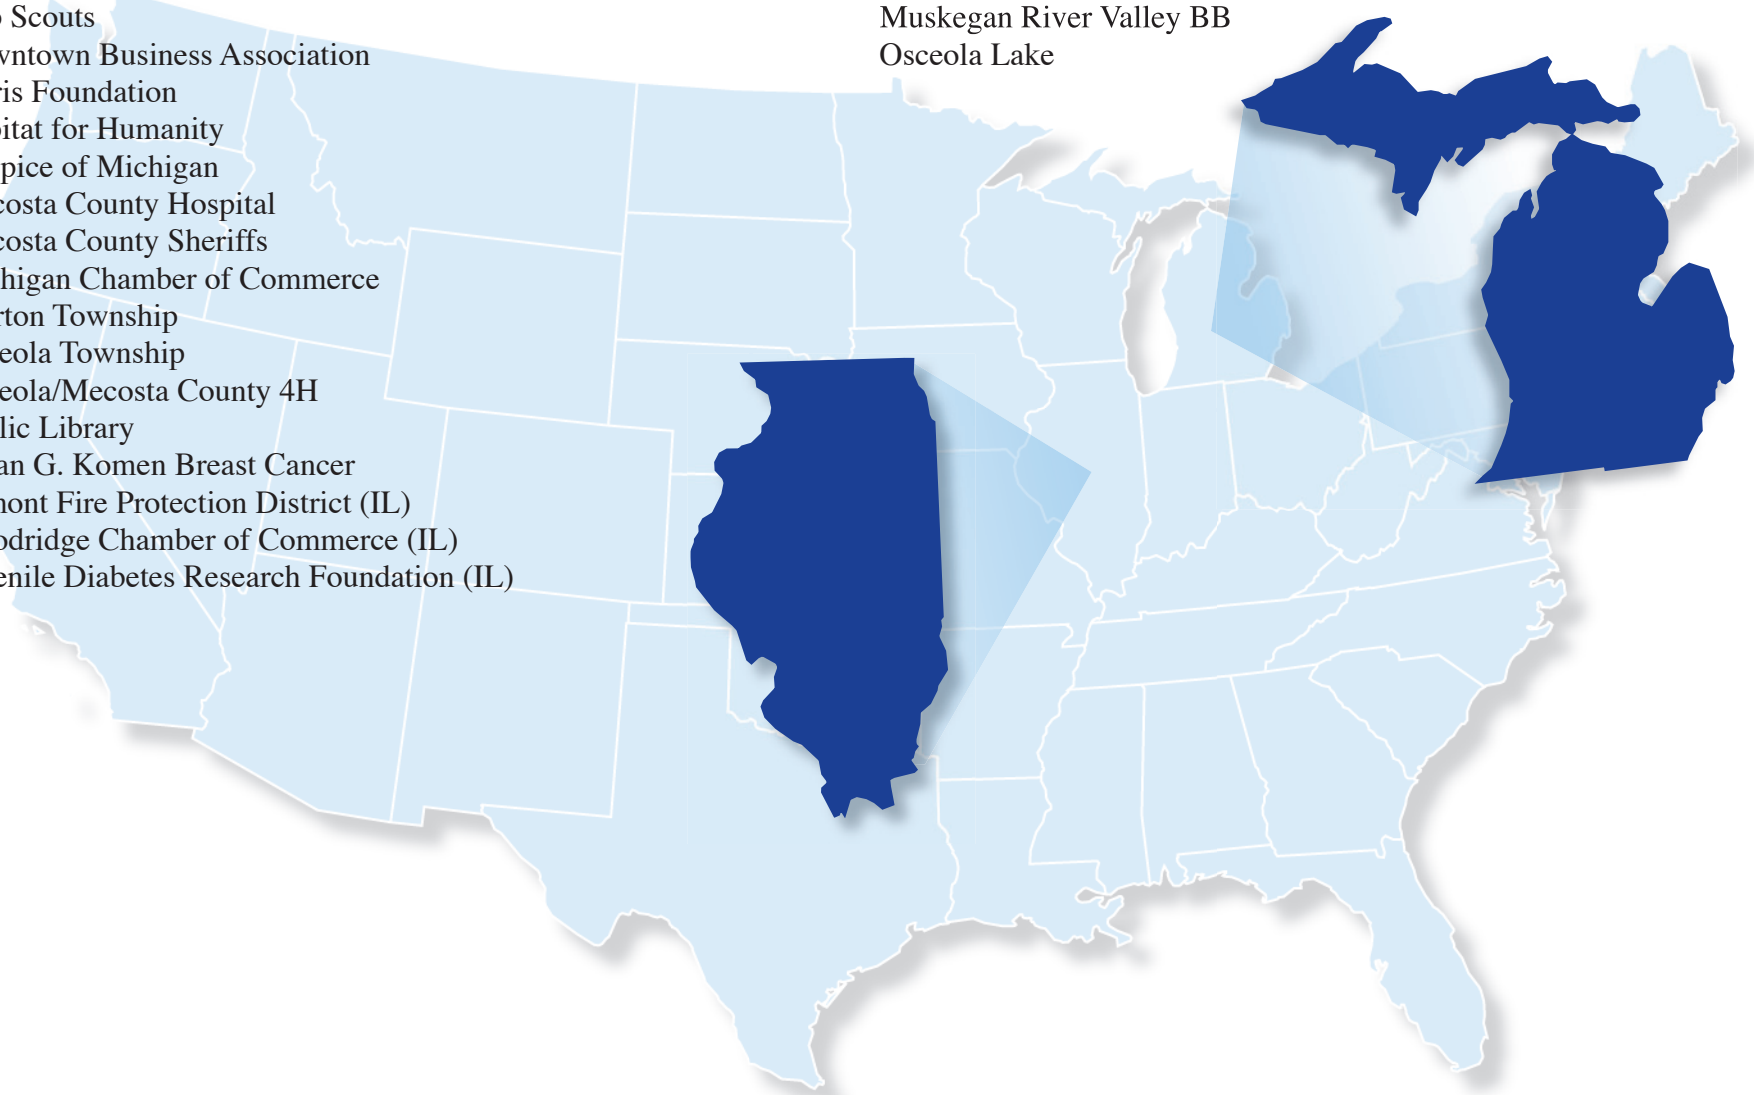 Scouts
wntown Business Association
ris Foundation
itat for Humanity
pice of Michigan
costa County Hospital
costa County Sheriffs
higan Chamber of Commerce
rton Township
eola Township
eola/Mecosta County 4H
lic Library
an G. Komen Breast Cancer
mont Fire Protection District (IL)
odridge Chamber of Commerce (IL)
enile Diabetes Research Foundation (IL)
Muskegan River Valley BB
Osceola Lake